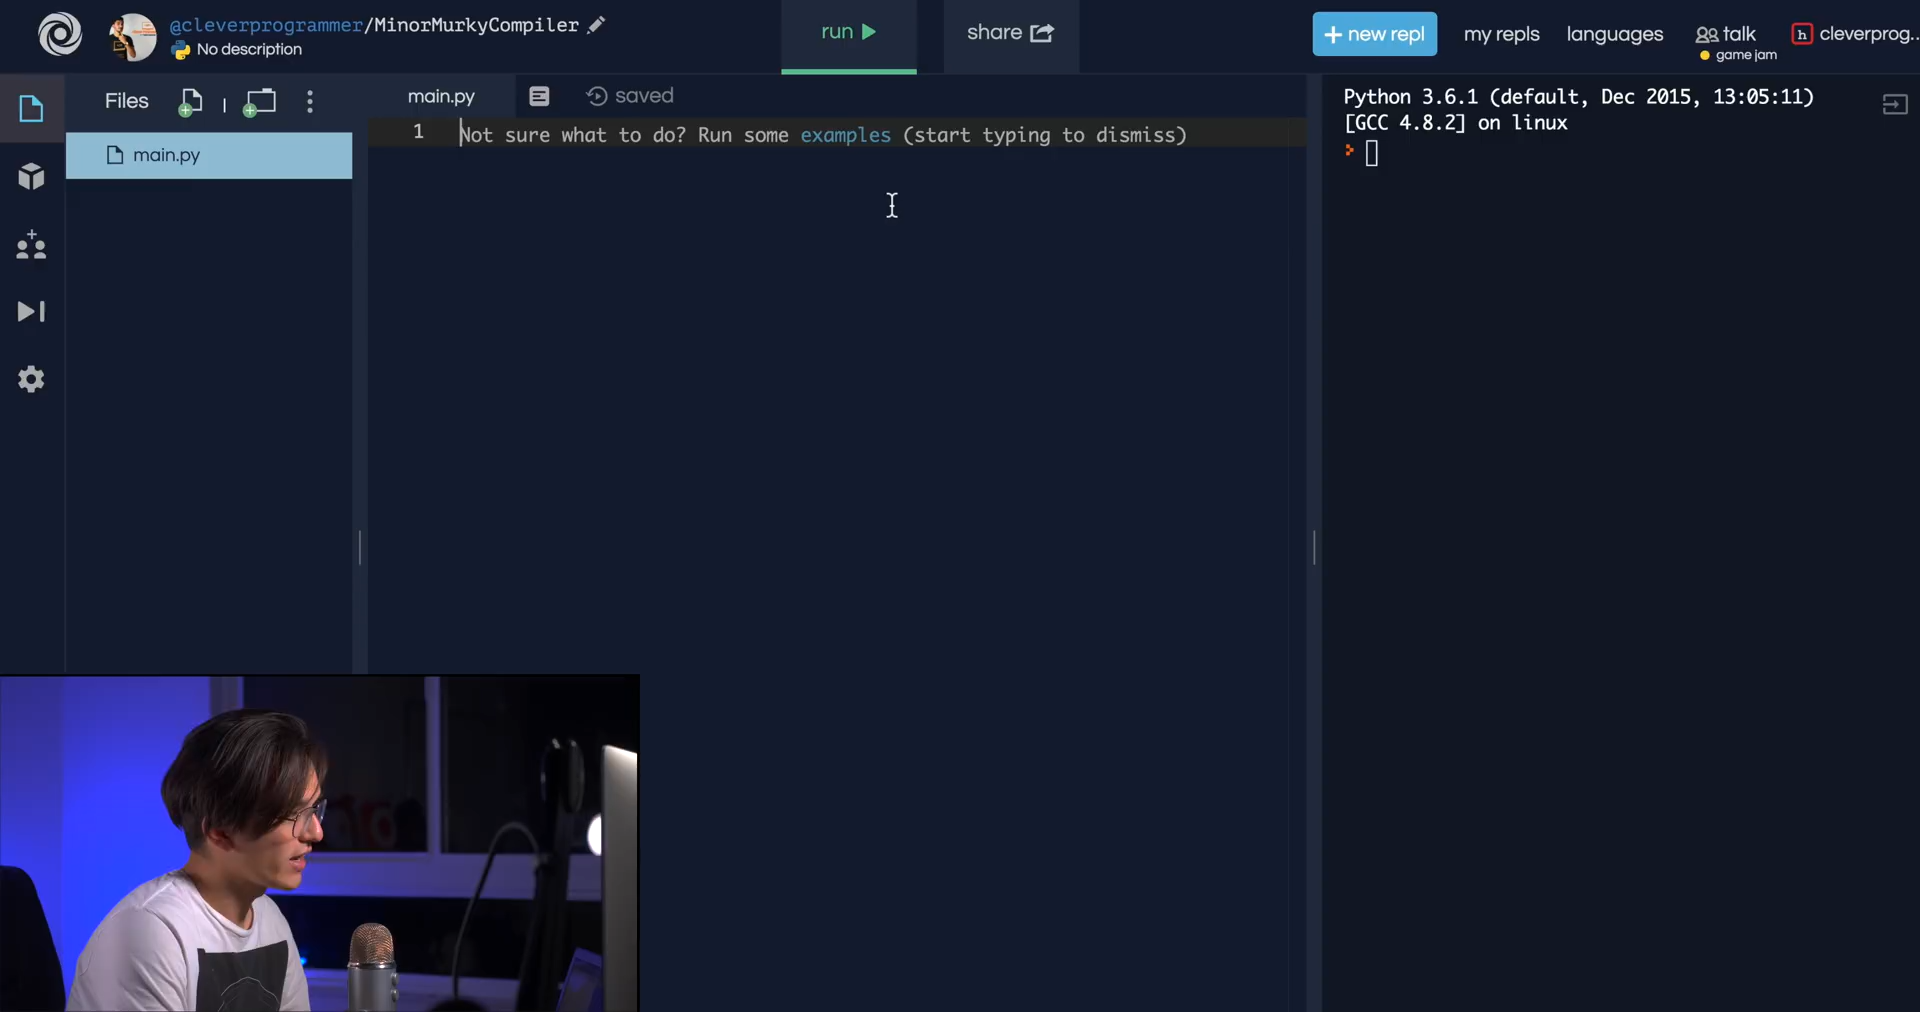 @cleverprogrammer/MinorMurkyCompiler
No description
run
share
+ new repl
my repls
languages
talk
game jam
h
cleverprog...
Files
main.py
saved
main.py
1
Not sure what to do? Run some examples (start typing to dismiss)
Python 3.6.1 (default, Dec 2015, 13:05:11)
[GCC 4.8.2] on linux
>